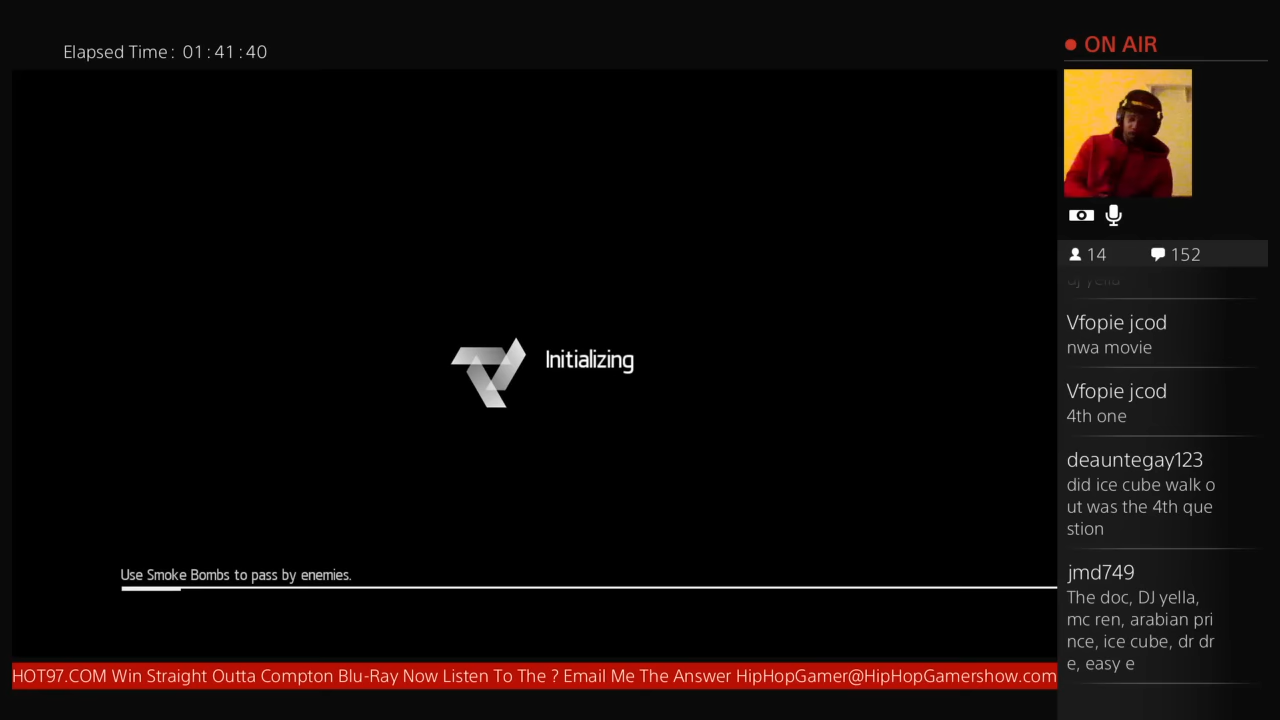 Elapsed Time: 01:41:40
ON AIR
14 152
dj yella
Vfopie jcod
nwa movie
Vfopie jcod
4th one
deauntegay123
did ice cube walk o
ut was the 4th que
stion
jmd749
The doc, DJ yella,
mc ren, arabian pri
nce, ice cube, dr dr
e, easy e
Initializing
Use Smoke Bombs to pass by enemies.
HOT97.COM Win Straight Outta Compton Blu-Ray Now Listen To The ? Email Me The Answer HipHopGamer@HipHopGamershow.com